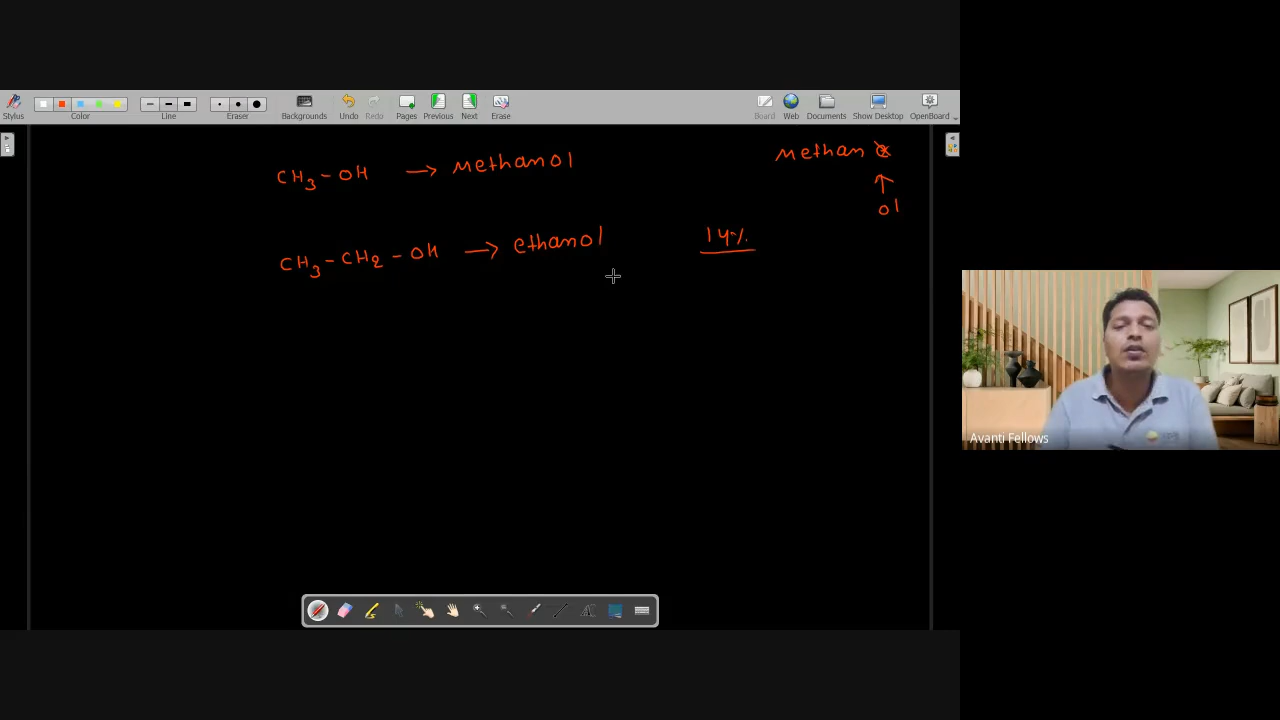 Stylus
Color
Line
Eraser
Backgrounds
Undo
Redo
Pages
Previous
Next
Erase
Board
Web
Documents
Show Desktop
OpenBoard
CH3 - OH → Methanol
Methan e
↑
ol
CH3 - CH2 - OH → ethanol
14%
Avanti Fellows